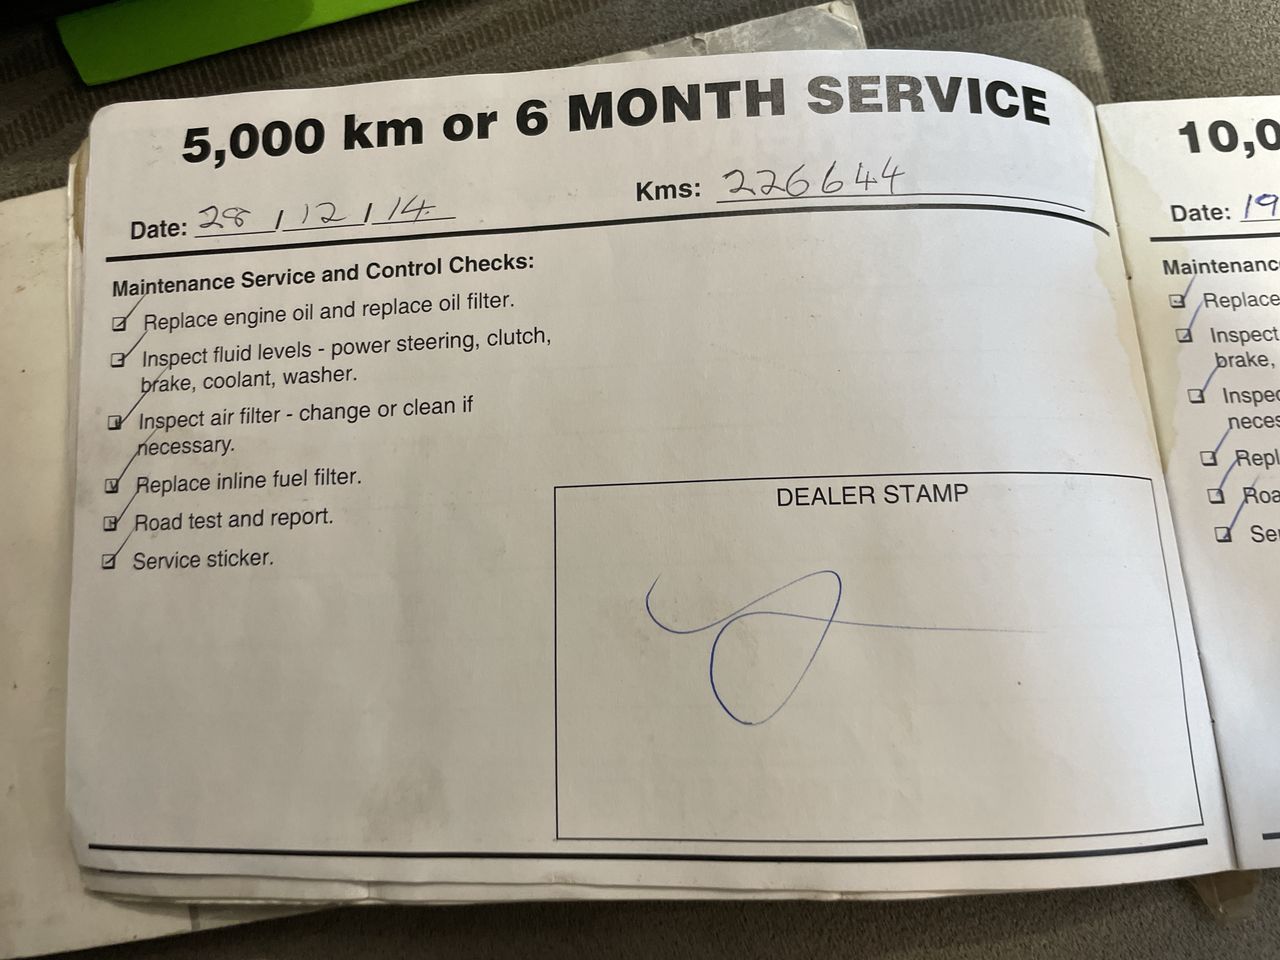 5,000 km or 6 MONTH SERVICE
Date: 28 / 12 / 14 Kms: 226644
Maintenance Service and Control Checks:
Replace engine oil and replace oil filter.
Inspect fluid levels - power steering, clutch,
brake, coolant, washer.
Inspect air filter - change or clean if
necessary.
Replace inline fuel filter.
Road test and report.
Service sticker.
DEALER STAMP
10,0
Date: 19
Maintenanc
Replace
Inspect
brake,
Inspec
neces
Repl
Roa
Se